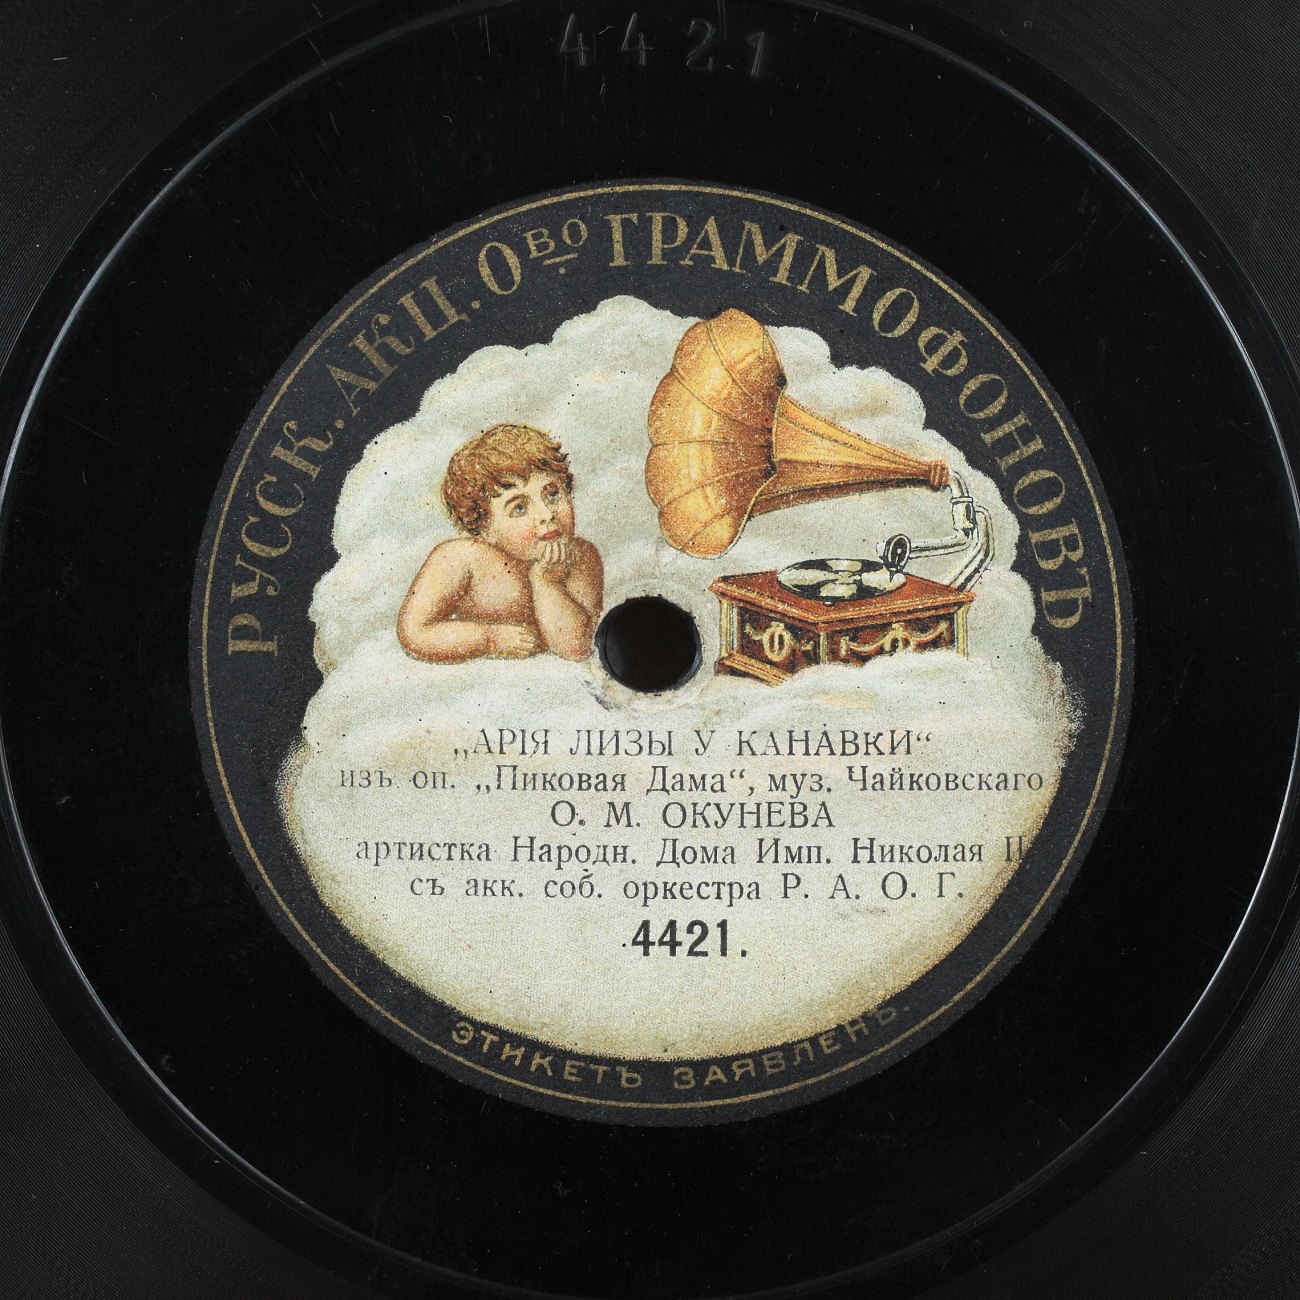 4421
РУССК. АКЦ. Ово ГРАММОФОНОВЪ
„АРІЯ ЛИЗЫ У КАНАВКИ“
изъ оп. „Пиковая Дама“, муз. Чайковскаго
О. М. ОКУНЕВА
артистка Народн. Дома Имп. Николая II
съ акк. соб. оркестра Р. А. О. Г.
4421.
ЭТИКЕТЪ ЗАЯВЛЕНЪ.